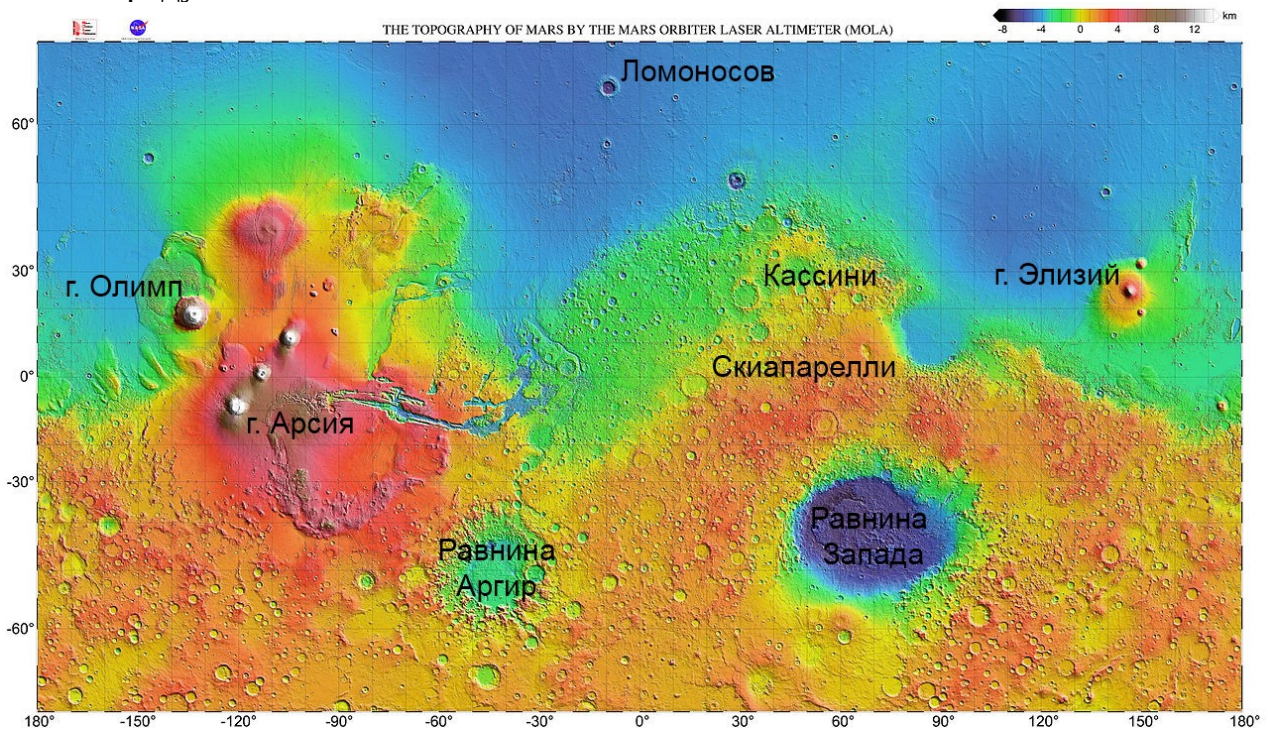 THE TOPOGRAPHY OF MARS BY THE MARS ORBITER LASER ALTIMETER (MOLA)
km
-8 -4 0 4 8 12
NASA
Ломоносов
60°
Кассини
г. Элизий
30°
г. Олимп
Скиапарелли
0°
г. Арсия
-30°
Равнина
Запада
Равнина
Аргир
-60°
180° -150° -120° -90° -60° -30° 0° 30° 60° 90° 120° 150° 180°